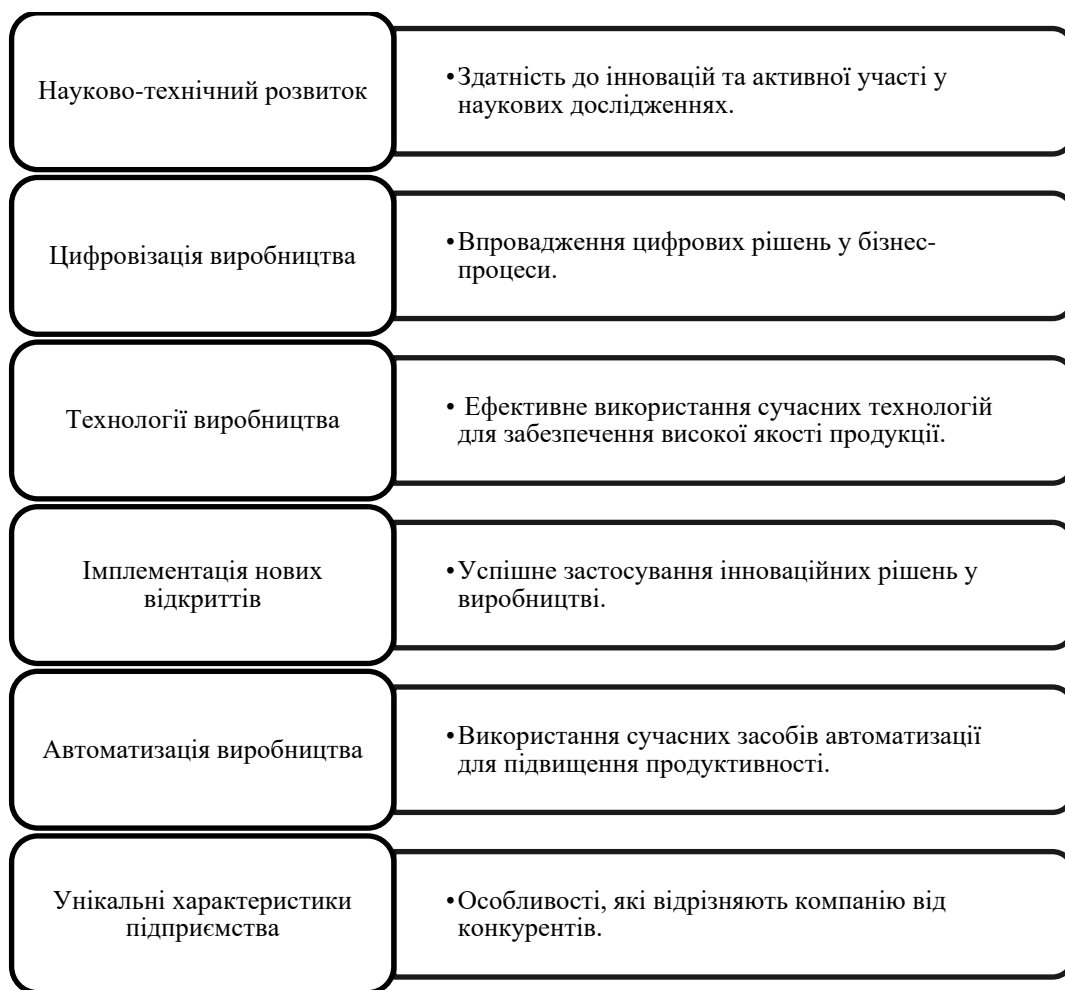 Науково-технічний розвиток
•Здатність до інновацій та активної участі у
наукових дослідженнях.
Цифровізація виробництва
•Впровадження цифрових рішень у бізнес-
процеси.
Технології виробництва
• Ефективне використання сучасних технологій
для забезпечення високої якості продукції.
Імплементація нових
відкриттів
•Успішне застосування інноваційних рішень у
виробництві.
Автоматизація виробництва
•Використання сучасних засобів автоматизації
для підвищення продуктивності.
Унікальні характеристики
підприємства
•Особливості, які відрізняють компанію від
конкурентів.